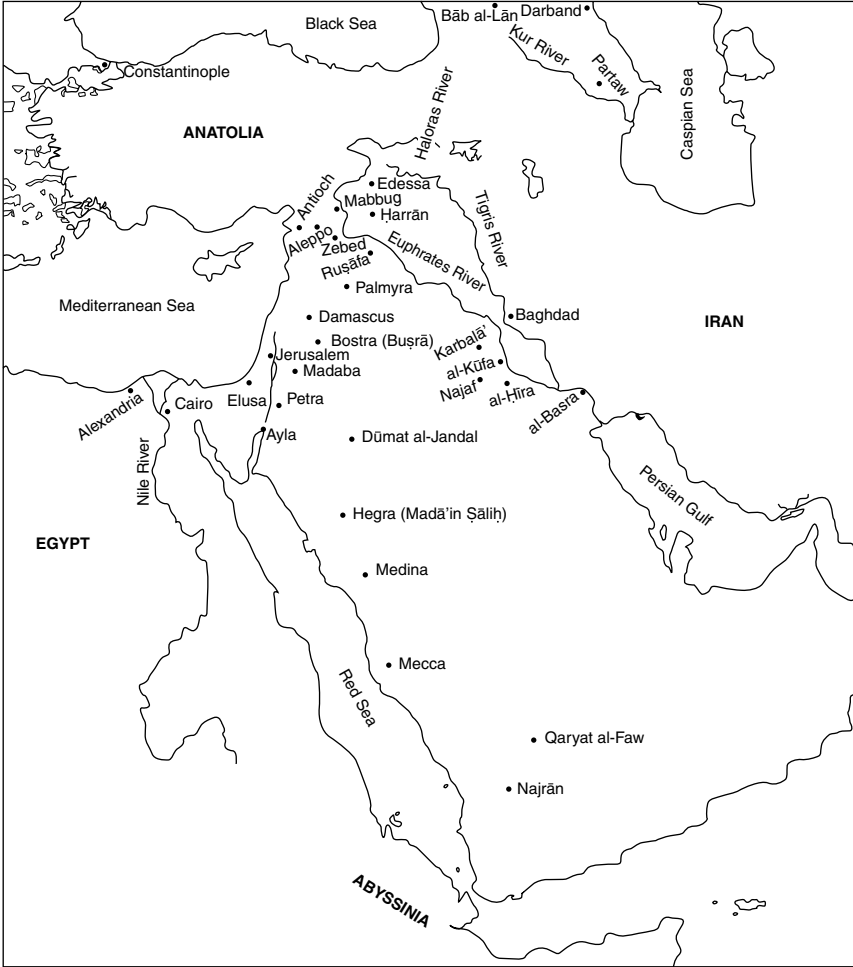 Black Sea
Bāb al-Lān
Darband
Kur River
Partaw
Caspian Sea
Constantinople
ANATOLIA
Haloras River
Antioch
Edessa
Mabbug
Ḥarrān
Aleppo
Zebed
Ruṣāfa
Euphrates River
Tigris River
Palmyra
Mediterranean Sea
Damascus
Baghdad
IRAN
Bostra (Buṣrā)
Karbalā’
Jerusalem
Madaba
al-Kūfa
Najaf
al-Ḥīra
al-Basra
Alexandria
Cairo
Elusa
Petra
Ayla
Dūmat al-Jandal
Nile River
Persian Gulf
Hegra (Madā’in Ṣāliḥ)
EGYPT
Medina
Mecca
Red Sea
Qaryat al-Faw
Najrān
ABYSSINIA